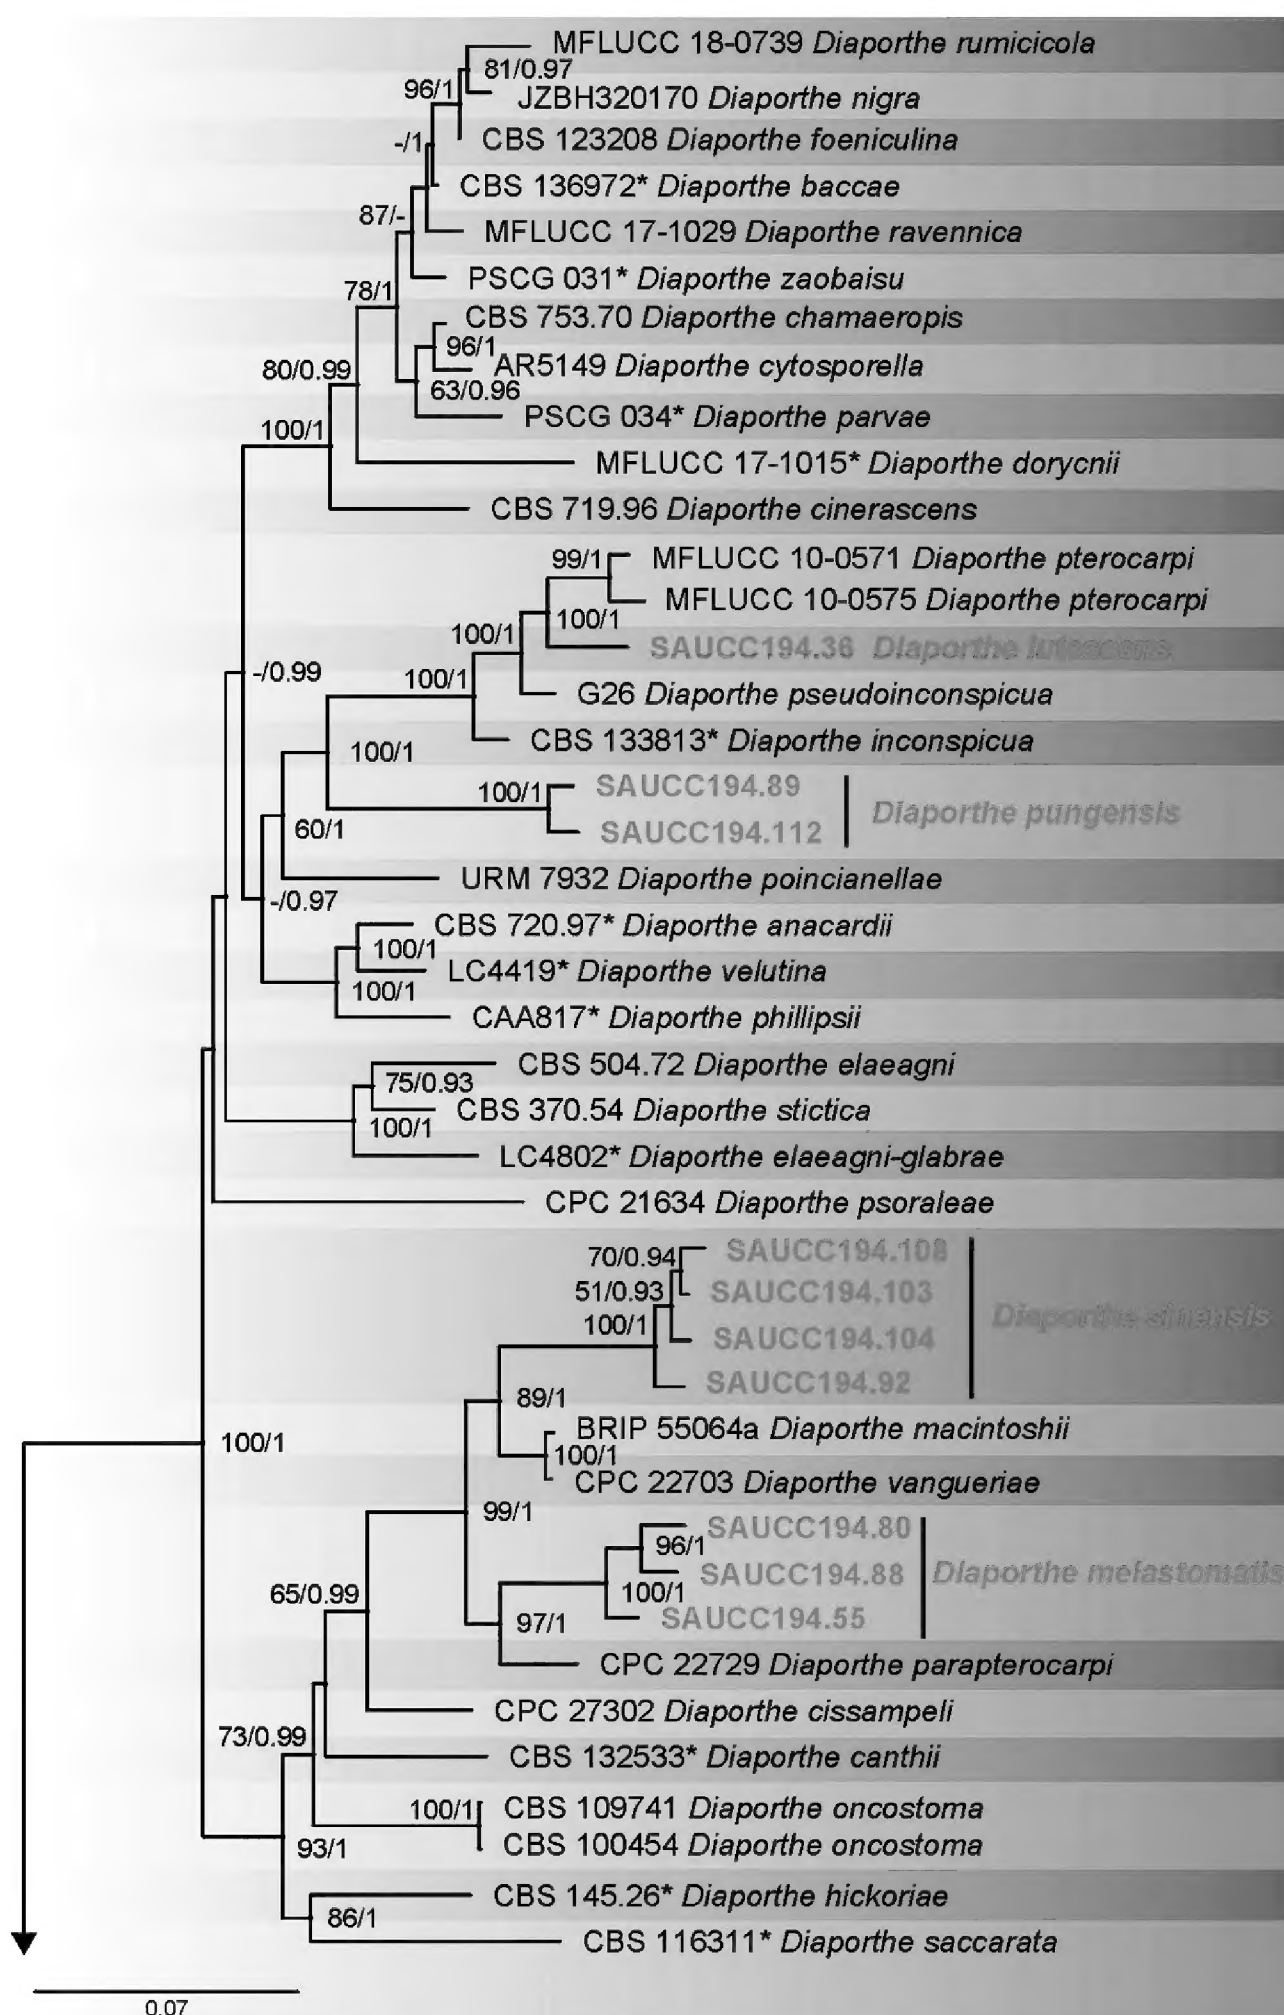 MFLUCC 18-0739 Diaporthe rumicicola
81/0.97
96/1
JZBH320170 Diaporthe nigra
-/1
CBS 123208 Diaporthe foeniculina
CBS 136972* Diaporthe baccae
87/-
MFLUCC 17-1029 Diaporthe ravennica
PSCG 031* Diaporthe zaobaisu
78/1
CBS 753.70 Diaporthe chamaeropis
96/1
80/0.99
AR5149 Diaporthe cytosporella
63/0.96
PSCG 034* Diaporthe parvae
100/1
MFLUCC 17-1015* Diaporthe dorycnii
CBS 719.96 Diaporthe cinerascens
99/1
MFLUCC 10-0571 Diaporthe pterocarpi
MFLUCC 10-0575 Diaporthe pterocarpi
100/1
100/1
SAUCC194.36 Diaporthe lutescens
-/0.99
100/1
G26 Diaporthe pseudoinconspicua
CBS 133813* Diaporthe inconspicua
100/1
100/1
SAUCC194.89
Diaporthe pungensis
SAUCC194.112
60/1
URM 7932 Diaporthe poincianellae
-/0.97
CBS 720.97* Diaporthe anacardii
100/1
LC4419* Diaporthe velutina
100/1
CAA817* Diaporthe phillipsii
CBS 504.72 Diaporthe elaeagni
75/0.93
CBS 370.54 Diaporthe stictica
100/1
LC4802* Diaporthe elaeagni-glabrae
CPC 21634 Diaporthe psoraleae
70/0.94
SAUCC194.108
51/0.93
SAUCC194.103
Diaporthe sinensis
100/1
SAUCC194.104
SAUCC194.92
89/1
BRIP 55064a Diaporthe macintoshii
100/1
100/1
CPC 22703 Diaporthe vangueriae
99/1
SAUCC194.80
96/1
SAUCC194.88
Diaporthe melastomatis
100/1
65/0.99
SAUCC194.55
97/1
CPC 22729 Diaporthe parapterocarpi
CPC 27302 Diaporthe cissampeli
73/0.99
CBS 132533* Diaporthe canthii
100/1
CBS 109741 Diaporthe oncostoma
CBS 100454 Diaporthe oncostoma
93/1
CBS 145.26* Diaporthe hickoriae
86/1
CBS 116311* Diaporthe saccarata
0.07